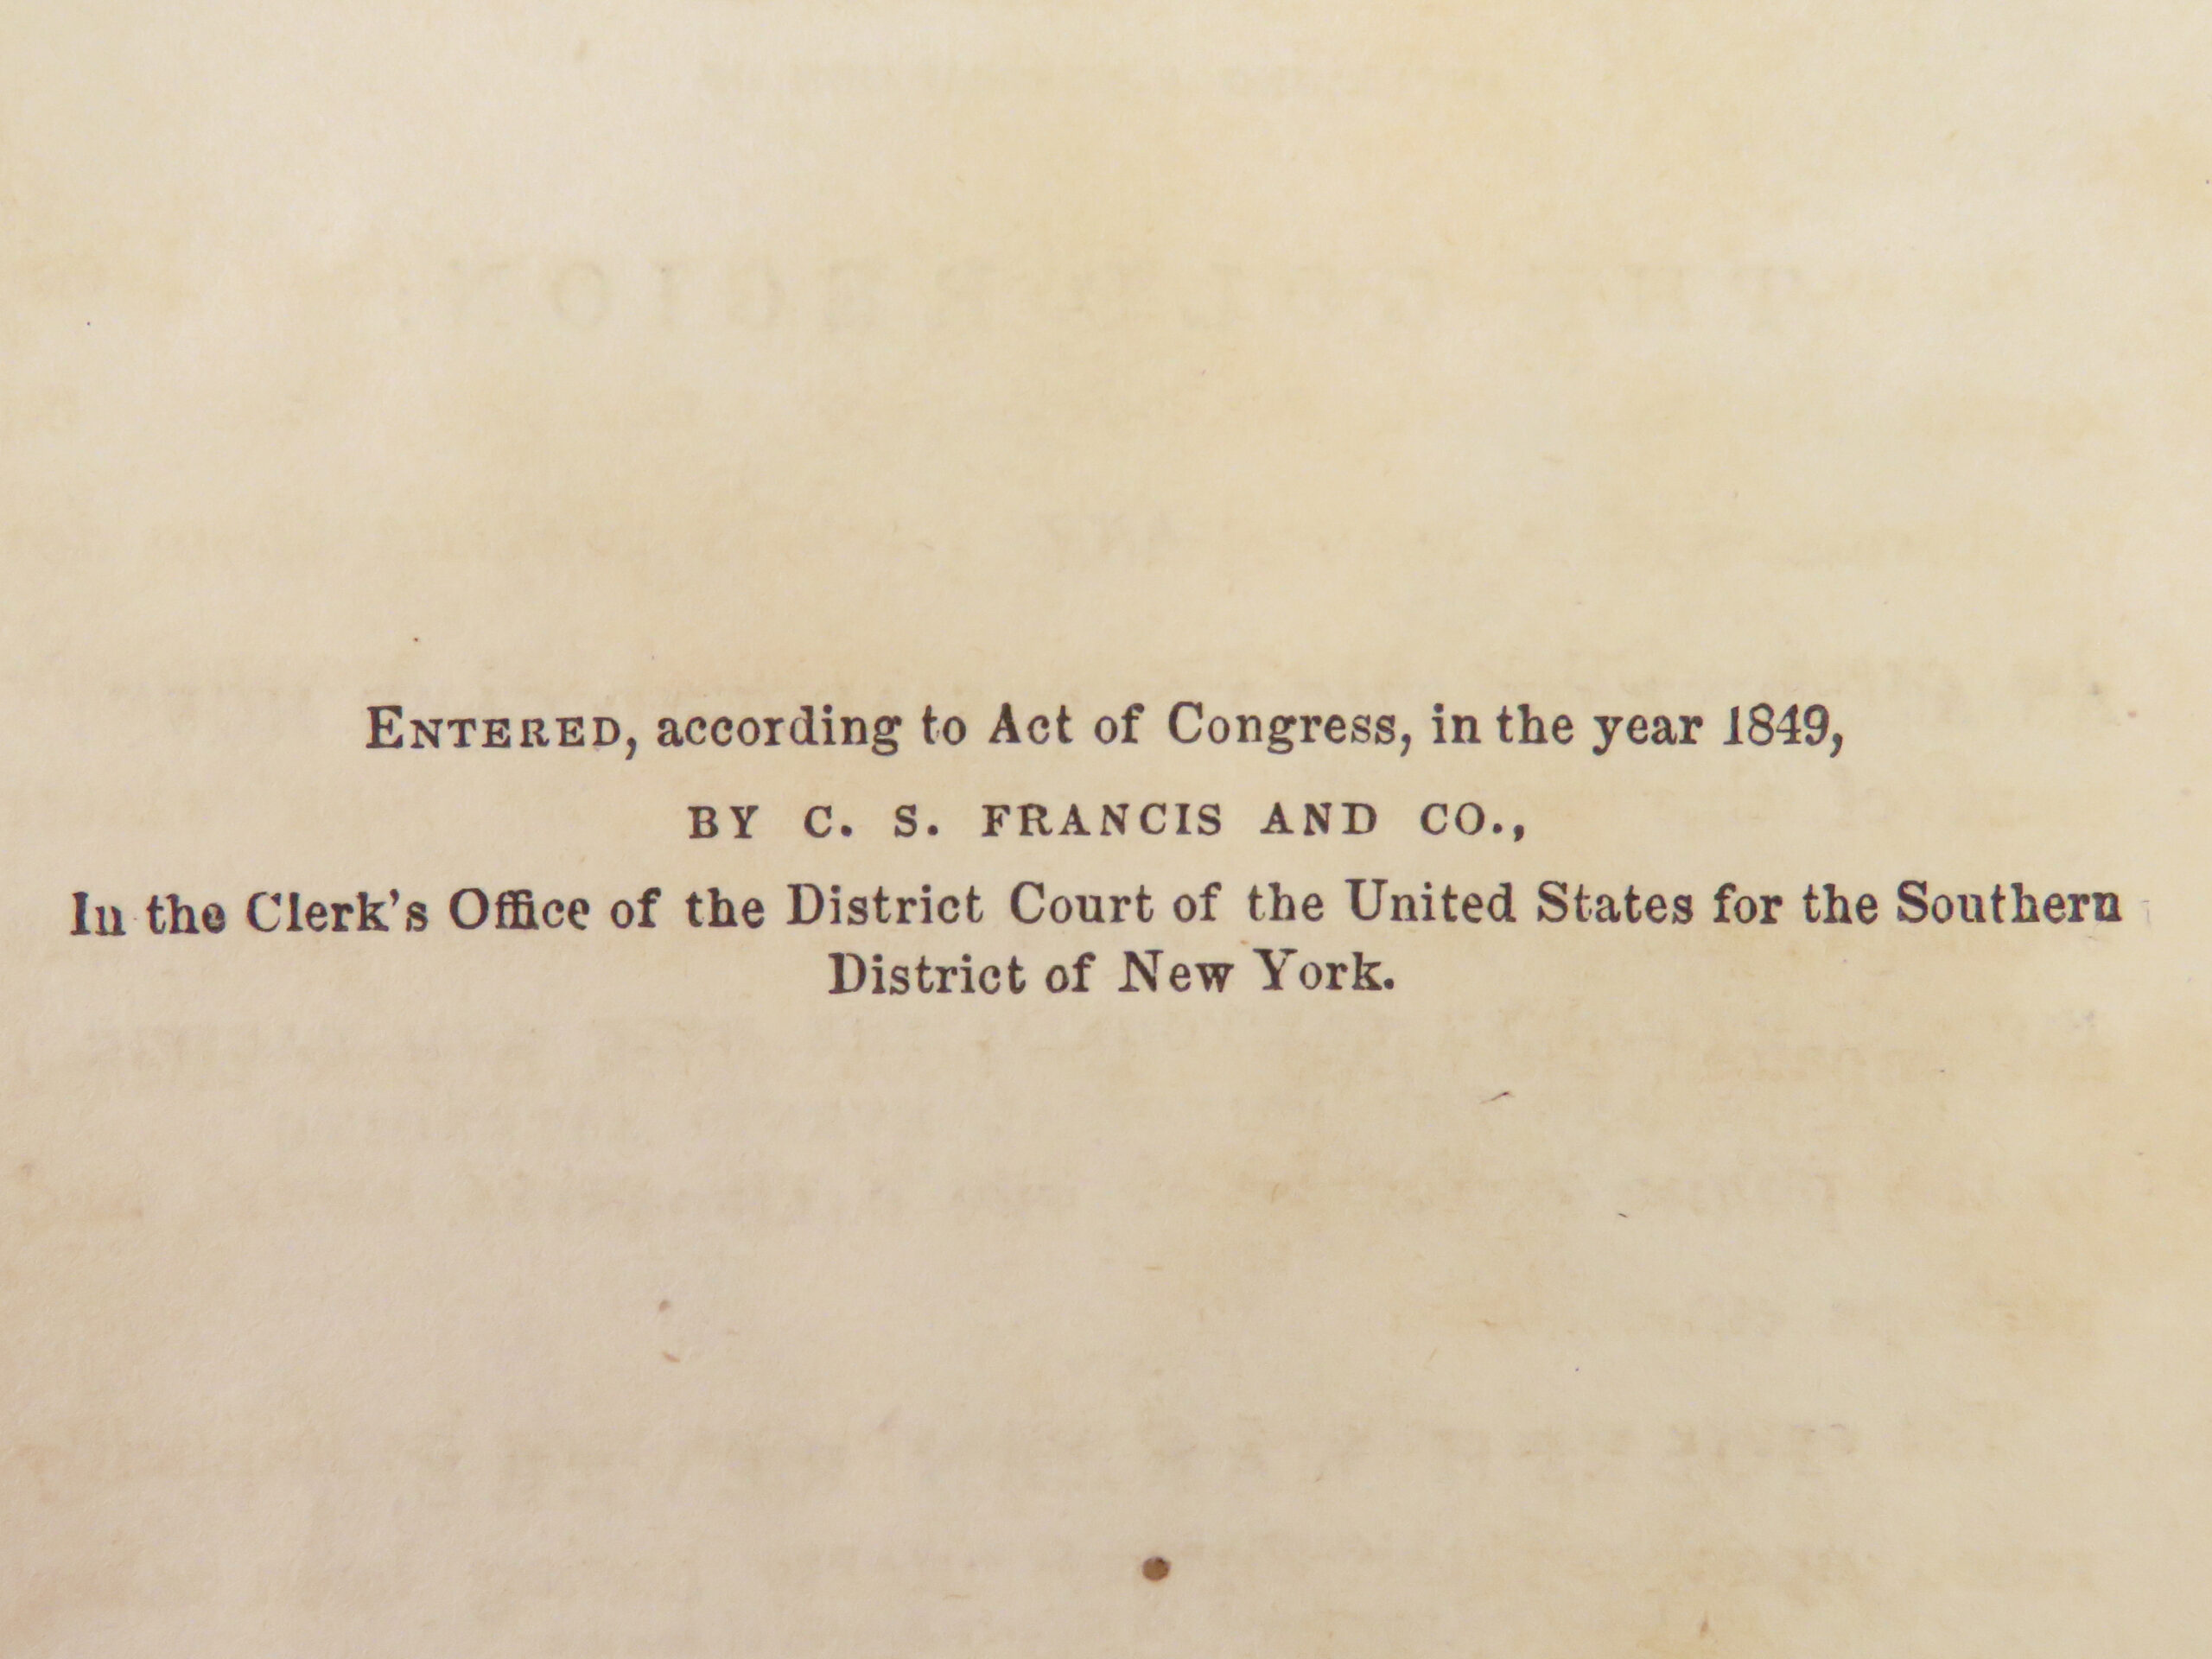 ENTERED, according to Act of Congress, in the year 1849,
BY C. S. FRANCIS AND CO.,
In the Clerk's Office of the District Court of the United States for the Southern
District of New York.